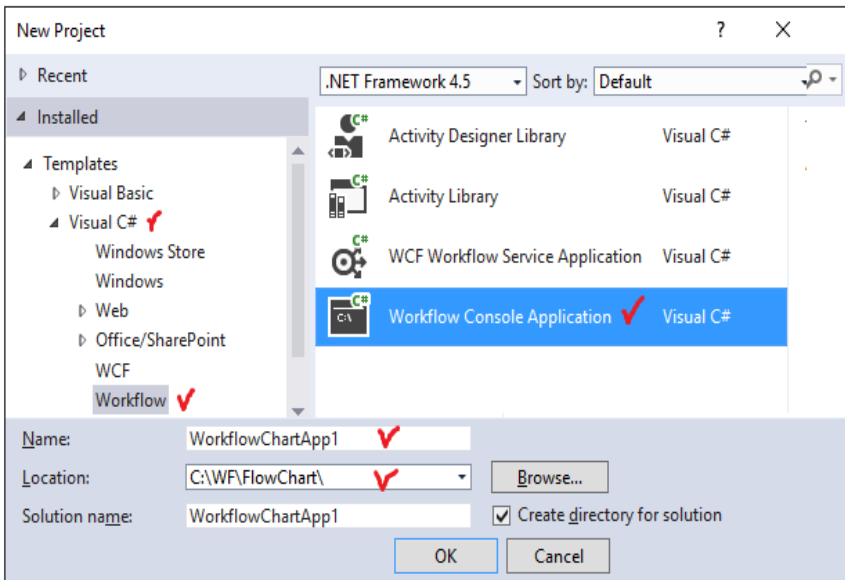 New Project
Recent
.NET Framework 4.5
Sort by:
Default
Installed
Templates
Visual Basic
Visual C#
Windows Store
Windows
Web
Office/SharePoint
WCF
Workflow
C#
Activity Designer Library
Visual C#
C#
Activity Library
Visual C#
C#
WCF Workflow Service Application
Visual C#
C#
C:\
Workflow Console Application
Visual C#
Name:
WorkflowChartApp1
Location:
C:\WF\FlowChart\
Browse...
Solution name:
WorkflowChartApp1
Create directory for solution
OK
Cancel